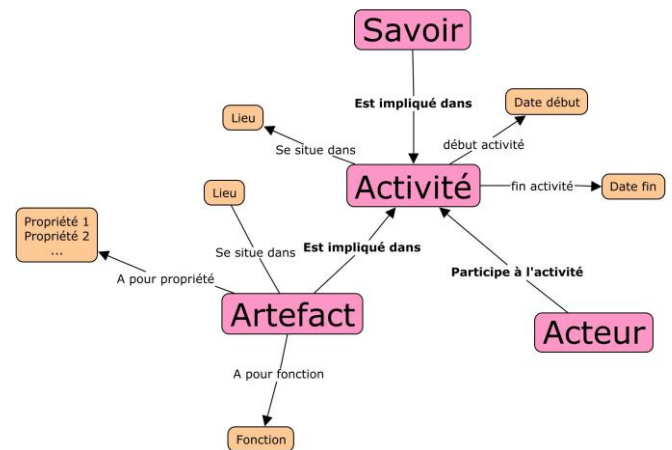 Savoir
Est impliqué dans
Date début
Lieu
Se situe dans
début activité
Activité
fin activité
Date fin
Lieu
Propriété 1
Propriété 2
...
Se situe dans
Est impliqué dans
A pour propriété
Participe à l'activité
Artefact
Acteur
A pour fonction
Fonction